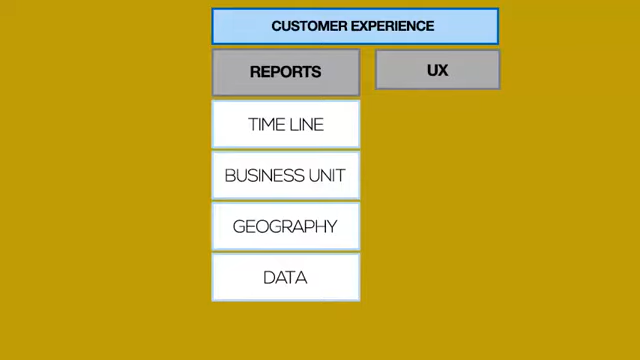 CUSTOMER EXPERIENCE
REPORTS
UX
TIME LINE
BUSINESS UNIT
GEOGRAPHY
DATA